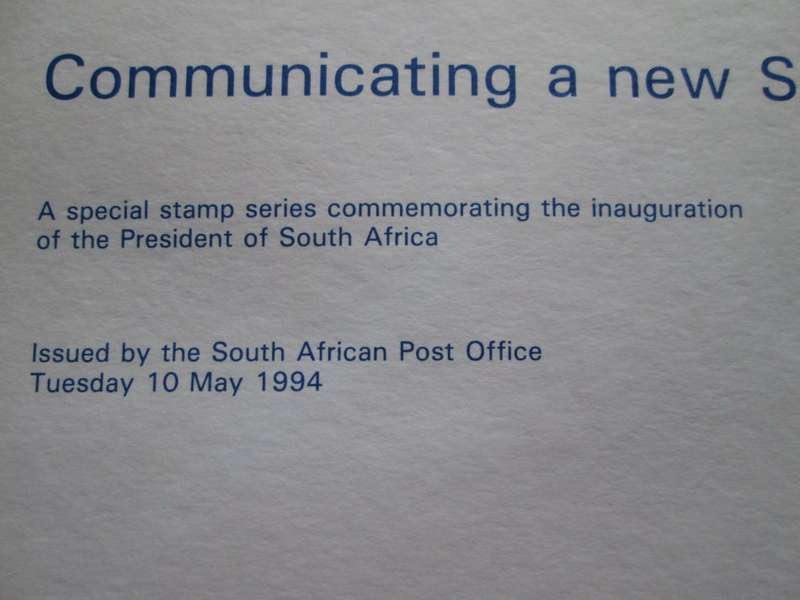 Communicating a new S
A special stamp series commemorating the inauguration
of the President of South Africa
Issued by the South African Post Office
Tuesday 10 May 1994